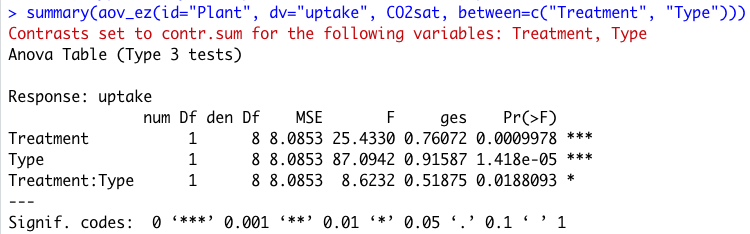 > summary(aov_ez(id="Plant", dv="uptake", CO2sat, between=c("Treatment", "Type")))
Contrasts set to contr.sum for the following variables: Treatment, Type
Anova Table (Type 3 tests)

Response: uptake
               num Df den Df    MSE       F     ges    Pr(>F)    
Treatment           1      8 8.0853 25.4330 0.76072 0.0009978 ***
Type                1      8 8.0853 87.0942 0.91587 1.418e-05 ***
Treatment:Type      1      8 8.0853  8.6232 0.51875 0.0188093 *  
---
Signif. codes:  0 ‘***’ 0.001 ‘**’ 0.01 ‘*’ 0.05 ‘.’ 0.1 ‘ ’ 1